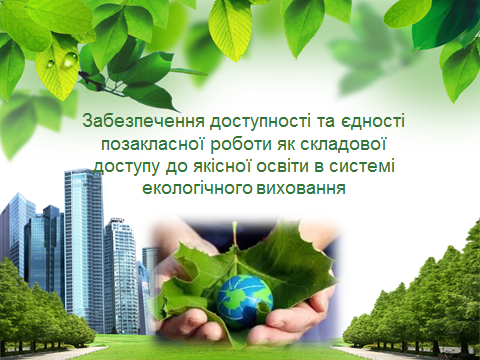 Забезпечення доступності та єдності
позакласної роботи як складової
доступу до якісної освіти в системі
екологічного виховання